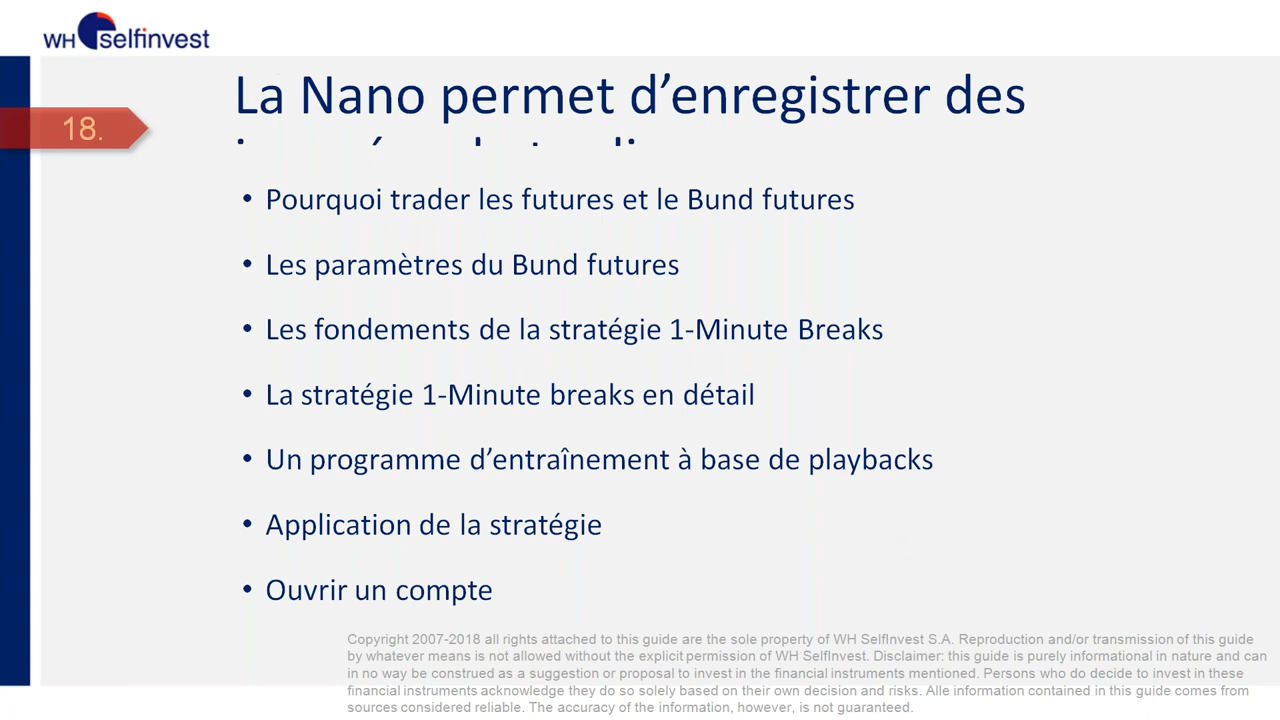 WH selfinvest
La Nano permet d’enregistrer des
18.
• Pourquoi trader les futures et le Bund futures
• Les paramètres du Bund futures
• Les fondements de la stratégie 1-Minute Breaks
• La stratégie 1-Minute breaks en détail
• Un programme d’entraînement à base de playbacks
• Application de la stratégie
• Ouvrir un compte
Copyright 2007-2018 all rights attached to this guide are the sole property of WH SelfInvest S.A. Reproduction and/or transmission of this guide
by whatever means is not allowed without the explicit permission of WH SelfInvest. Disclaimer: this guide is purely informational in nature and can
in no way be construed as a suggestion or proposal to invest in the financial instruments mentioned. Persons who do decide to invest in these
financial instruments acknowledge they do so solely based on their own decision and risks. Alle information contained in this guide comes from
sources considered reliable. The accuracy of the information, however, is not guaranteed.